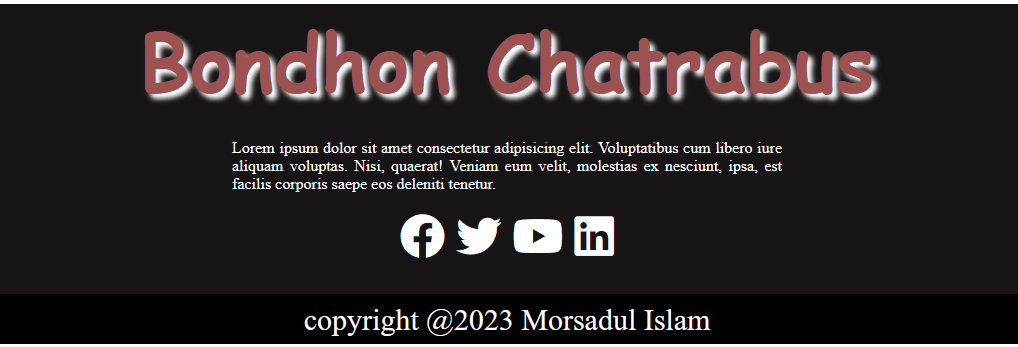 Bondhon Chatrabus
Lorem ipsum dolor sit amet consectetur adipisicing elit. Voluptatibus cum libero iure
aliquam voluptas. Nisi, quaerat! Veniam eum velit, molestias ex nesciunt, ipsa, est
facilis corporis saepe eos deleniti tenetur.
copyright @2023 Morsadul Islam